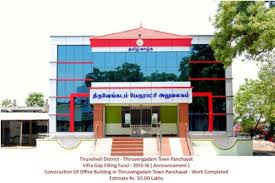 தமிழ் வாழ்க
திருவேங்கடம் பேரூராட்சி அலுவலகம்
Tirunelveli District - Thiruvengadam Town Panchayat
Infra Gap Filling Fund - 2015-16 ( Announcement )
Construction Of Office Building in Thiruvengadam Town Panchayat - Work Completed
Estimate Rs: 50.00 Lakhs